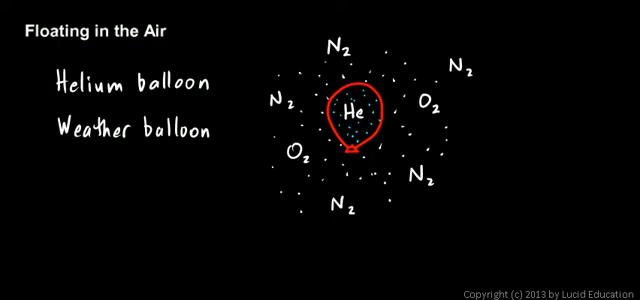 Floating in the Air
Helium balloon
Weather balloon
N₂
N₂
N₂
He
O₂
O₂
N₂
N₂
Copyright (c) 2013 by Lucid Education